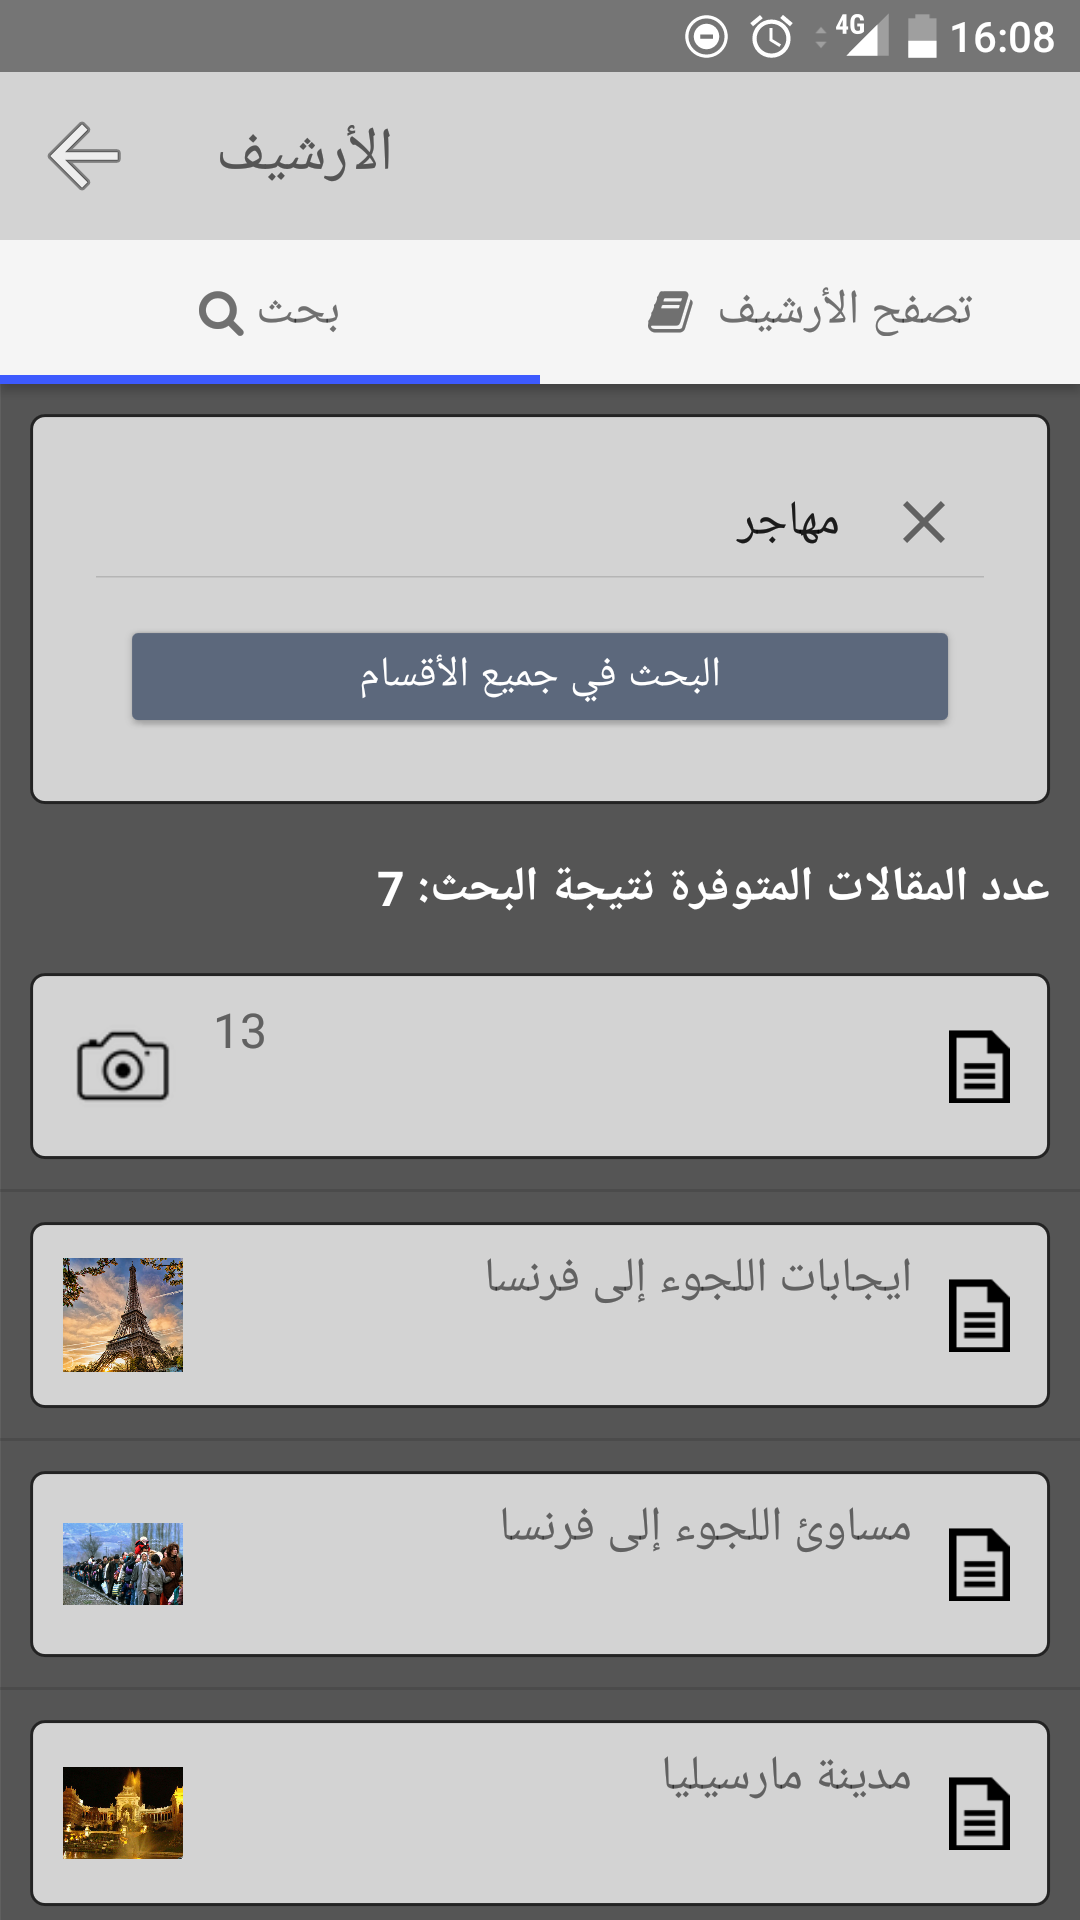 4G 16:08
الأرشيف
تصفح الأرشيف
بحث
مهاجر
البحث في جميع الأقسام
عدد المقالات المتوفرة نتيجة البحث: 7
13
ايجابات اللجوء إلى فرنسا
مساوئ اللجوء إلى فرنسا
مدينة مارسيليا